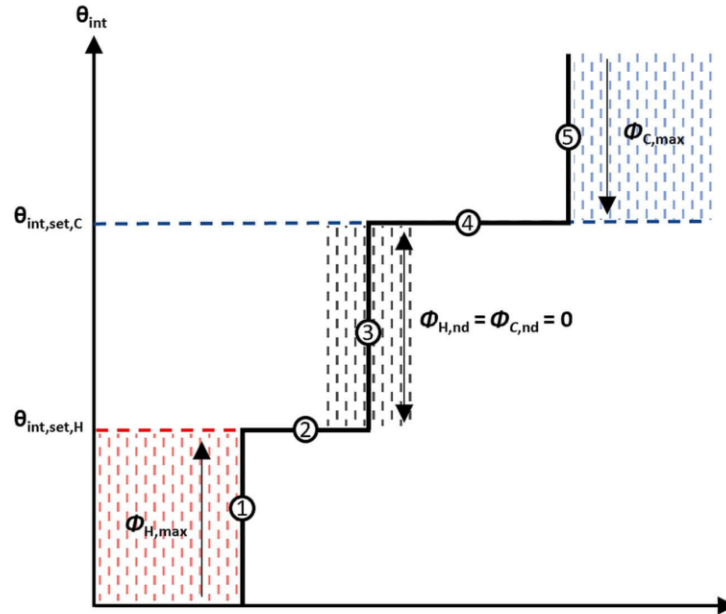 θint
5
ΦC,max
θint,set,C
4
3
ΦH,nd = ΦC,nd = 0
θint,set,H
2
1
ΦH,max